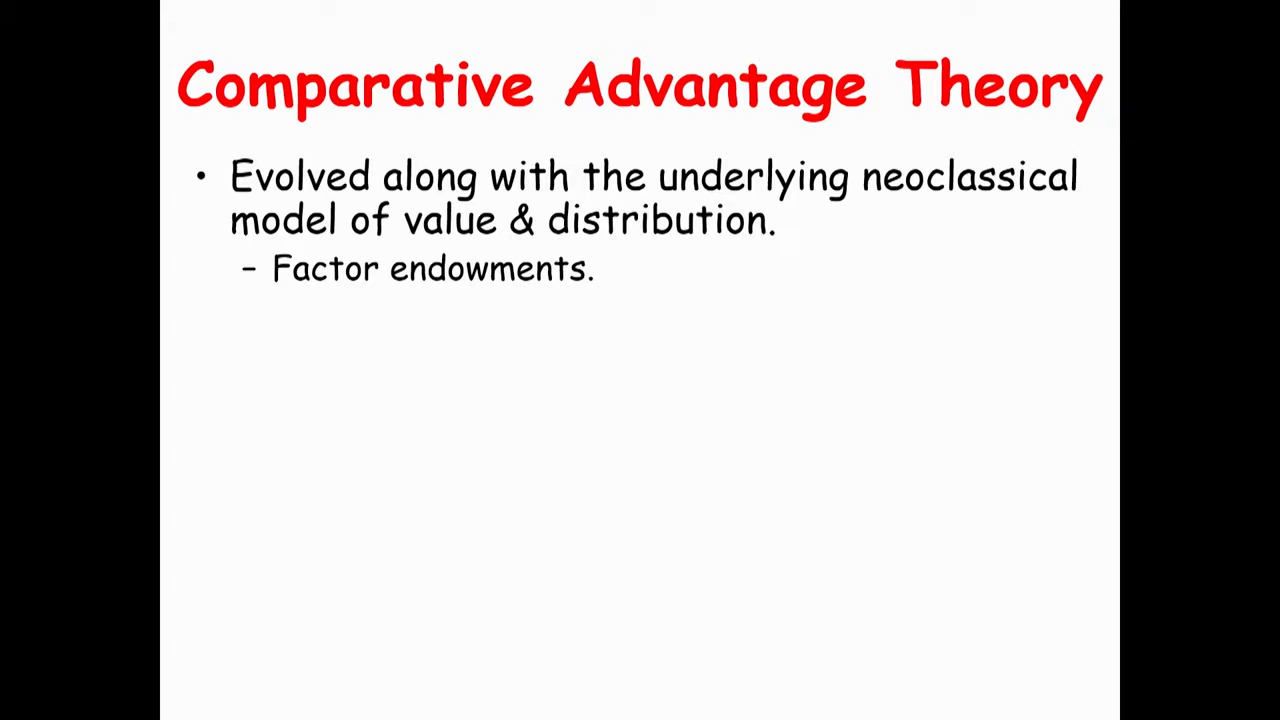 Comparative Advantage Theory
• Evolved along with the underlying neoclassical
model of value & distribution.
– Factor endowments.